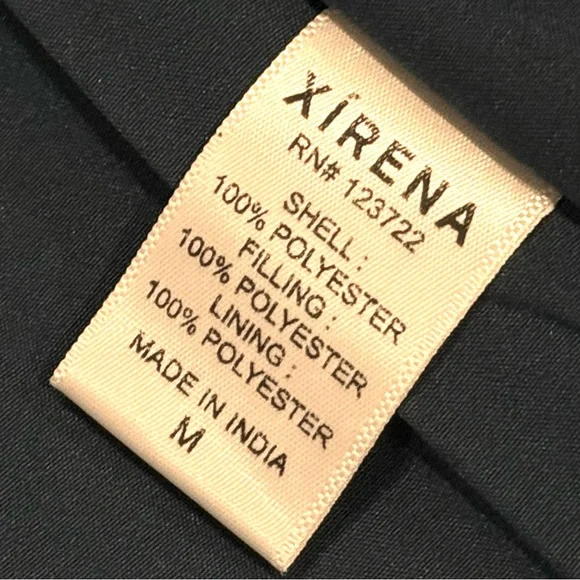 XÍRENA
RN# 123722
SHELL :
100% POLYESTER
FILLING :
100% POLYESTER
LINING :
100% POLYESTER
MADE IN INDIA
M